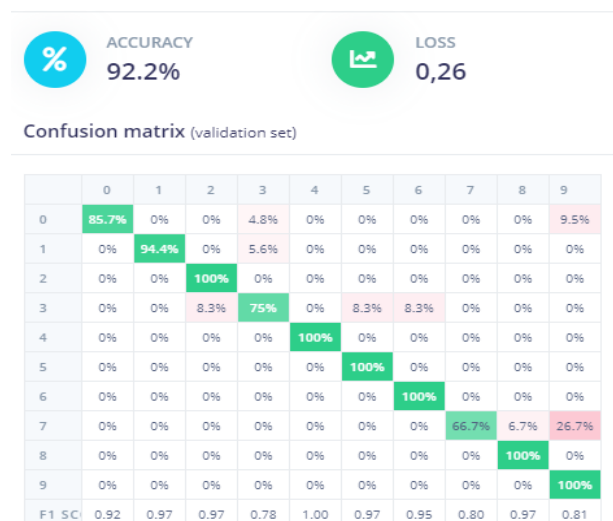 ACCURACY
92.2%
LOSS
0,26
Confusion matrix (validation set)
0 1 2 3 4 5 6 7 8 9
0 85.7% 0% 0% 4.8% 0% 0% 0% 0% 0% 9.5%
1 0% 94.4% 0% 5.6% 0% 0% 0% 0% 0% 0%
2 0% 0% 100% 0% 0% 0% 0% 0% 0% 0%
3 0% 0% 8.3% 75% 0% 8.3% 8.3% 0% 0% 0%
4 0% 0% 0% 0% 100% 0% 0% 0% 0% 0%
5 0% 0% 0% 0% 0% 100% 0% 0% 0% 0%
6 0% 0% 0% 0% 0% 0% 100% 0% 0% 0%
7 0% 0% 0% 0% 0% 0% 0% 66.7% 6.7% 26.7%
8 0% 0% 0% 0% 0% 0% 0% 0% 100% 0%
9 0% 0% 0% 0% 0% 0% 0% 0% 0% 100%
F1 SC 0.92 0.97 0.97 0.78 1.00 0.97 0.95 0.80 0.97 0.81